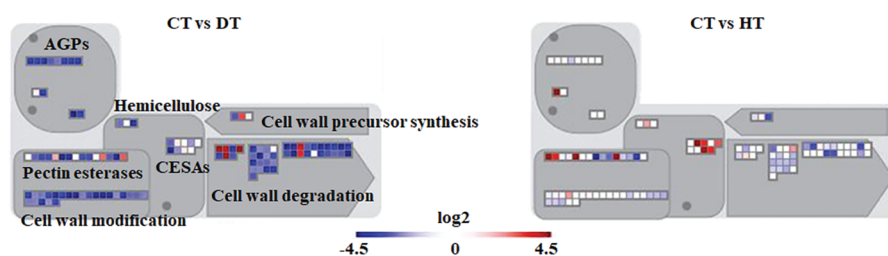 CT vs DT
CT vs HT
AGPs
Hemicellulose
Cell wall precursor synthesis
CESAs
Pectin esterases
Cell wall degradation
Cell wall modification
log2
-4.5 0 4.5